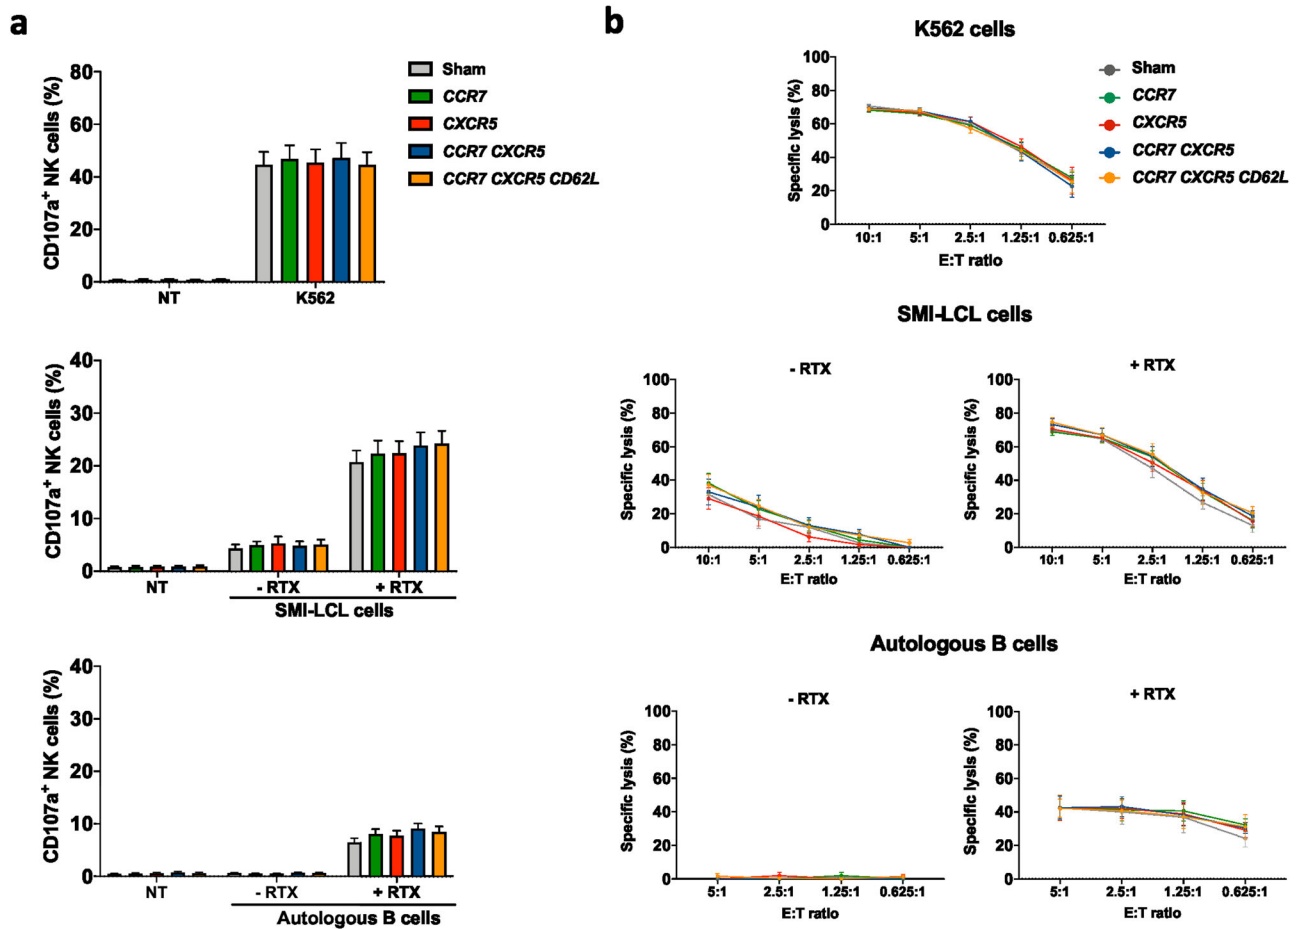 a
CD107a+ NK cells (%)
80
60
40
20
0
NT
K562
Sham
CCR7
CXCR5
CCR7 CXCR5
CCR7 CXCR5 CD62L
CD107a+ NK cells (%)
40
30
20
10
0
NT
- RTX
+ RTX
SMI-LCL cells
CD107a+ NK cells (%)
40
30
20
10
0
NT
- RTX
+ RTX
Autologous B cells
b
K562 cells
Specific lysis (%)
100
80
60
40
20
0
10:1
5:1
2.5:1
1.25:1
0.625:1
E:T ratio
Sham
CCR7
CXCR5
CCR7 CXCR5
CCR7 CXCR5 CD62L
SMI-LCL cells
- RTX
Specific lysis (%)
100
80
60
40
20
0
10:1
5:1
2.5:1
1.25:1
0.625:1
E:T ratio
+ RTX
Specific lysis (%)
100
80
60
40
20
0
10:1
5:1
2.5:1
1.25:1
0.625:1
E:T ratio
Autologous B cells
- RTX
Specific lysis (%)
100
80
60
40
20
0
5:1
2.5:1
1.25:1
0.625:1
E:T ratio
+ RTX
Specific lysis (%)
100
80
60
40
20
0
5:1
2.5:1
1.25:1
0.625:1
E:T ratio